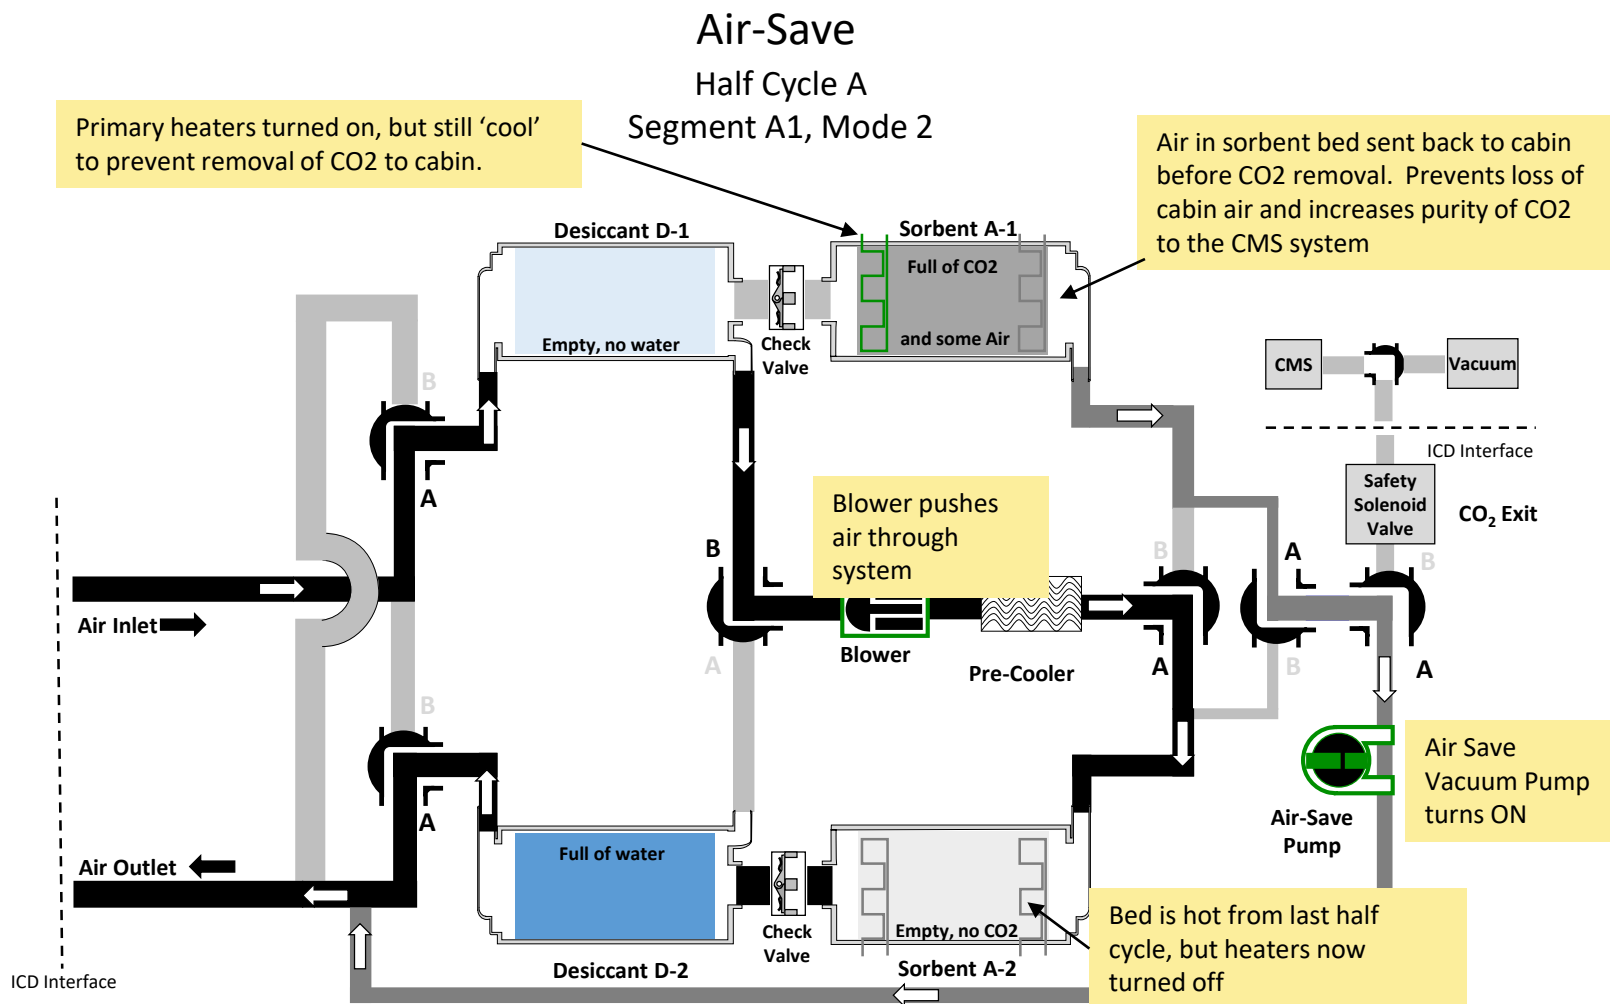 Air-Save
Half Cycle A
Segment A1, Mode 2
Primary heaters turned on, but still ‘cool’
to prevent removal of CO2 to cabin.
Air in sorbent bed sent back to cabin
before CO2 removal.  Prevents loss of
cabin air and increases purity of CO2
to the CMS system
Desiccant D-1
Sorbent A-1
Full of CO2
and some Air
Empty, no water
Check
Valve
CMS
Vacuum
ICD Interface
Safety
Solenoid
Valve
CO₂ Exit
B
A
Blower pushes
air through
system
B
A
B
A
A
B
B
A
Air Inlet
Blower
Pre-Cooler
B
A
Air Save
Vacuum Pump
turns ON
Air-Save
Pump
Air Outlet
Full of water
Check
Valve
Empty, no CO2
Bed is hot from last half
cycle, but heaters now
turned off
Desiccant D-2
Sorbent A-2
ICD Interface